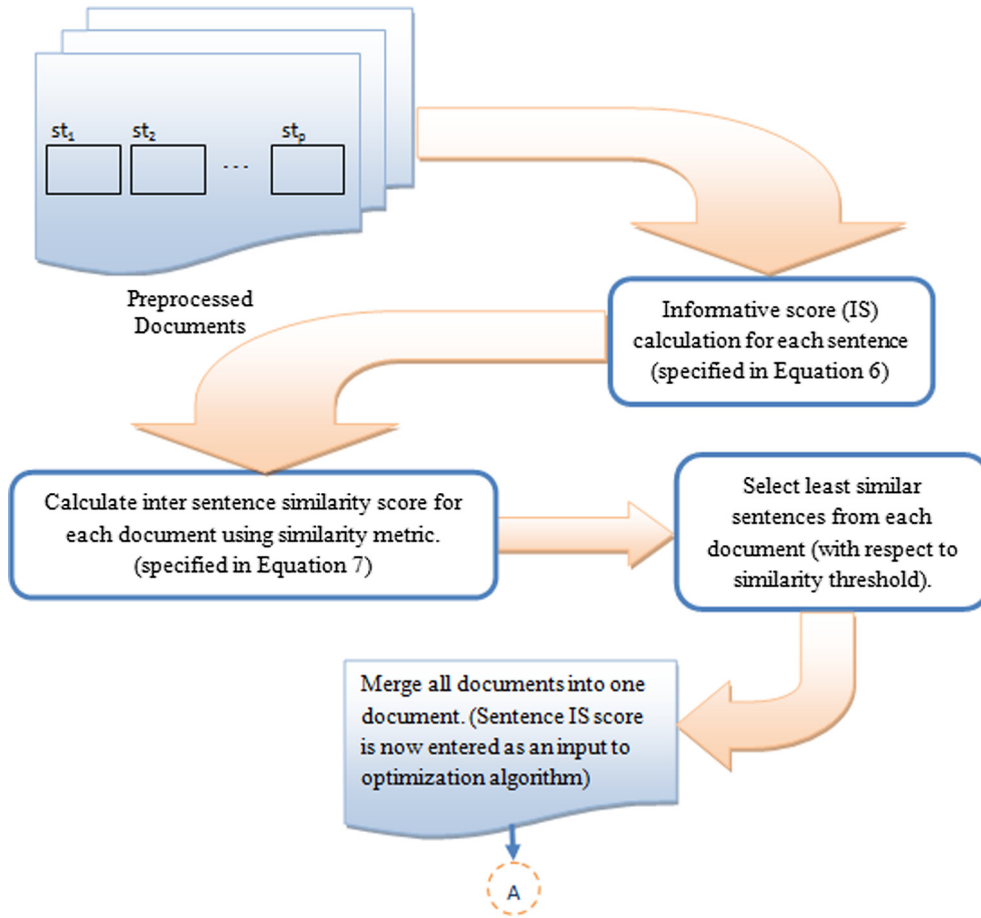 st₁ st₂ ... stₚ
Preprocessed
Documents
Informative score (IS)
calculation for each sentence
(specified in Equation 6)
Calculate inter sentence similarity score for
each document using similarity metric.
(specified in Equation 7)
Select least similar
sentences from each
document (with respect to
similarity threshold).
Merge all documents into one
document. (Sentence IS score
is now entered as an input to
optimization algorithm)
A